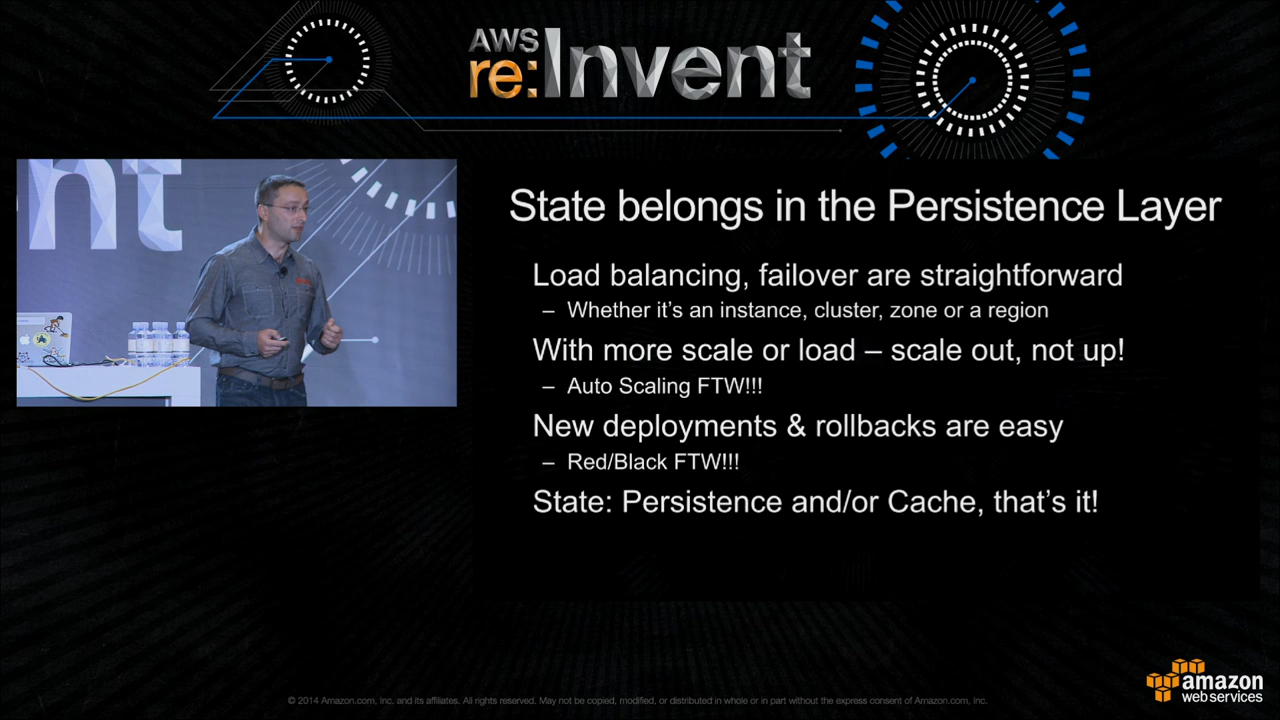 AWS
re:Invent
nt
State belongs in the Persistence Layer
Load balancing, failover are straightforward
– Whether it's an instance, cluster, zone or a region
With more scale or load – scale out, not up!
– Auto Scaling FTW!!!
New deployments & rollbacks are easy
– Red/Black FTW!!!
State: Persistence and/or Cache, that's it!
amazon
web services
© 2014 Amazon.com, Inc. and its affiliates. All rights reserved. May not be copied, modified, or distributed in whole or in part without the express consent of Amazon.com, Inc.